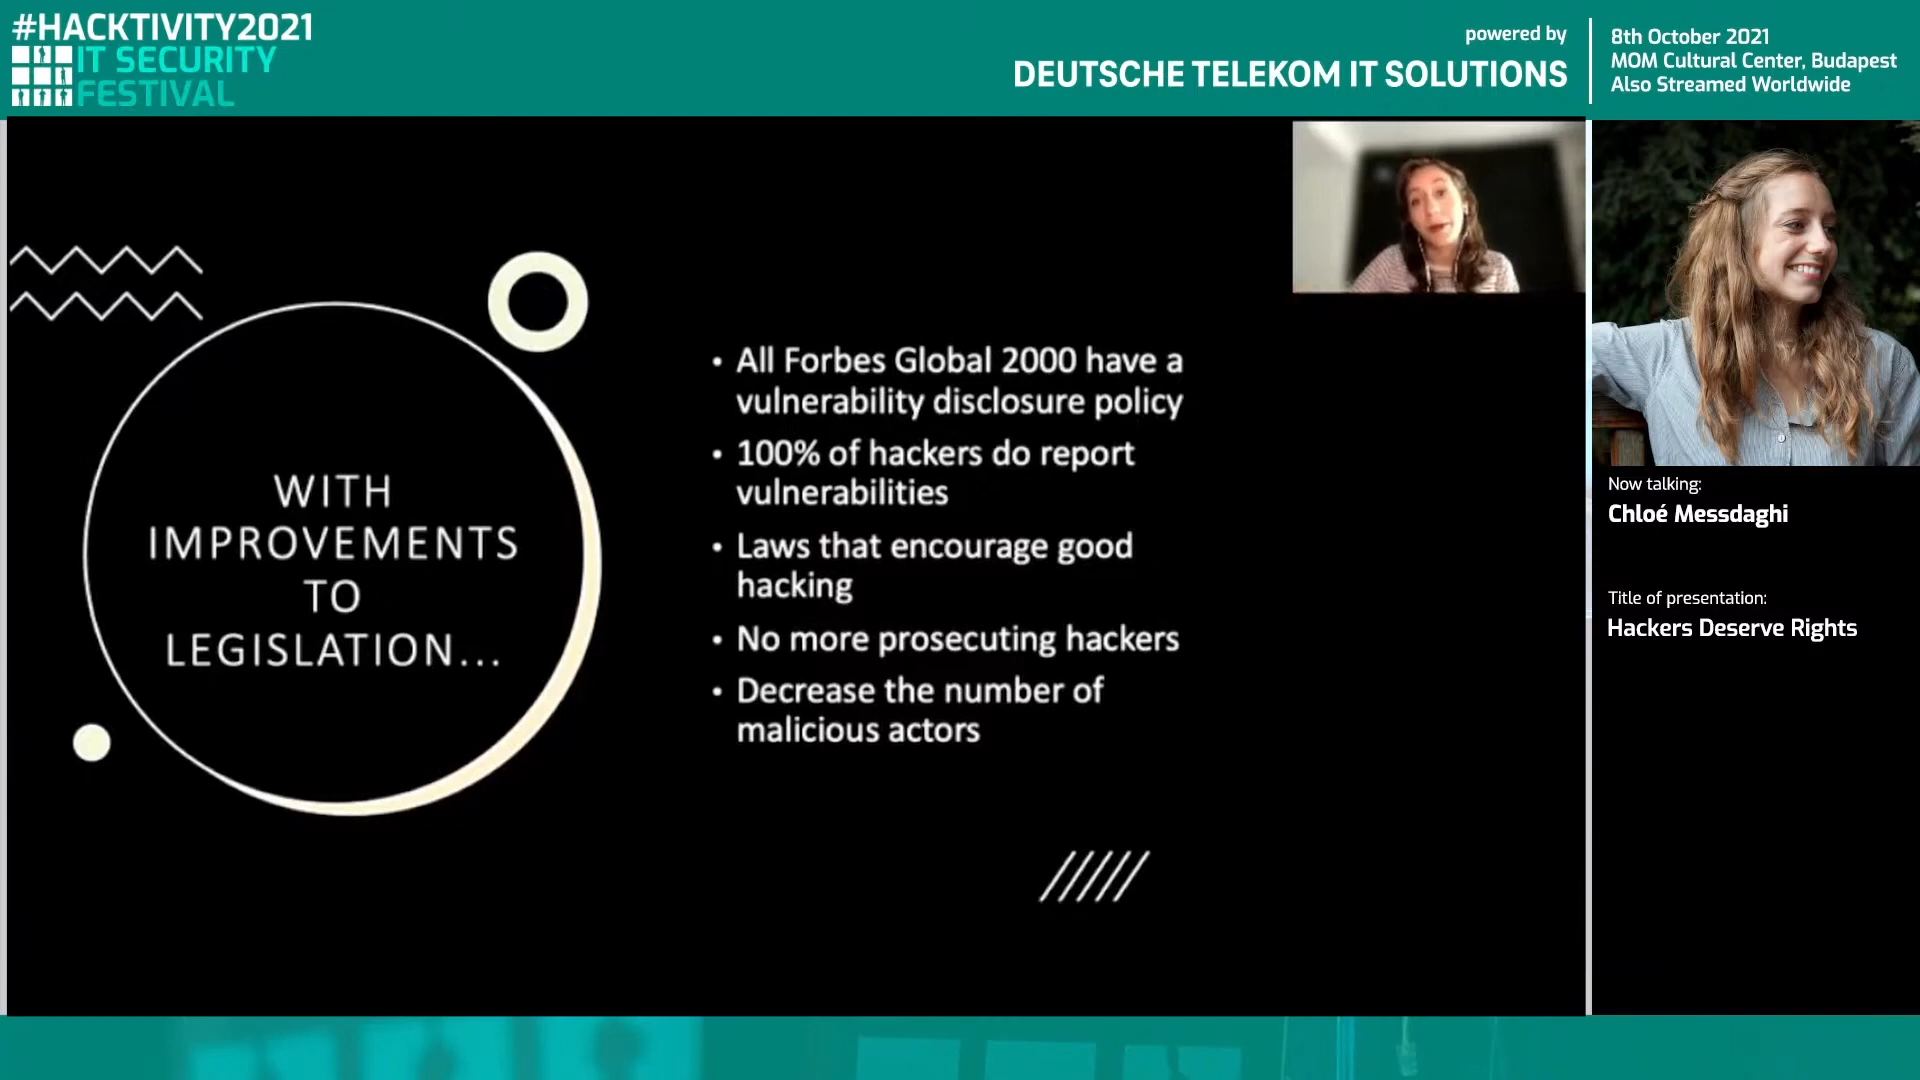 #HACKTIVITY2021
IT SECURITY
FESTIVAL
powered by
DEUTSCHE TELEKOM IT SOLUTIONS
8th October 2021
MOM Cultural Center, Budapest
Also Streamed Worldwide
WITH
IMPROVEMENTS
TO
LEGISLATION...
• All Forbes Global 2000 have a
vulnerability disclosure policy
• 100% of hackers do report
vulnerabilities
• Laws that encourage good
hacking
• No more prosecuting hackers
• Decrease the number of
malicious actors
Now talking:
Chloé Messdaghi
Title of presentation:
Hackers Deserve Rights